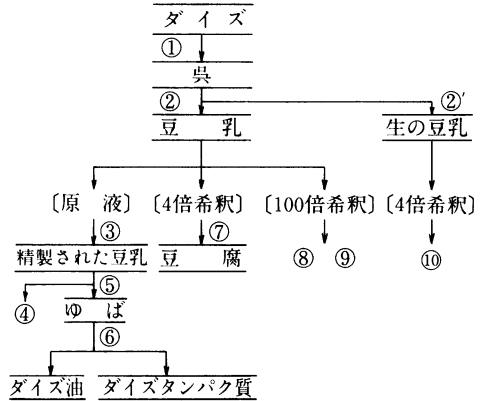 ダイズ
①
呉
② ②′
豆乳 生の豆乳
〔原液〕 〔4倍希釈〕 〔100倍希釈〕 〔4倍希釈〕
③ ⑦ ⑧ ⑨ ⑩
精製された豆乳 豆腐
④ ⑤
ゆば
⑥
ダイズ油 ダイズタンパク質